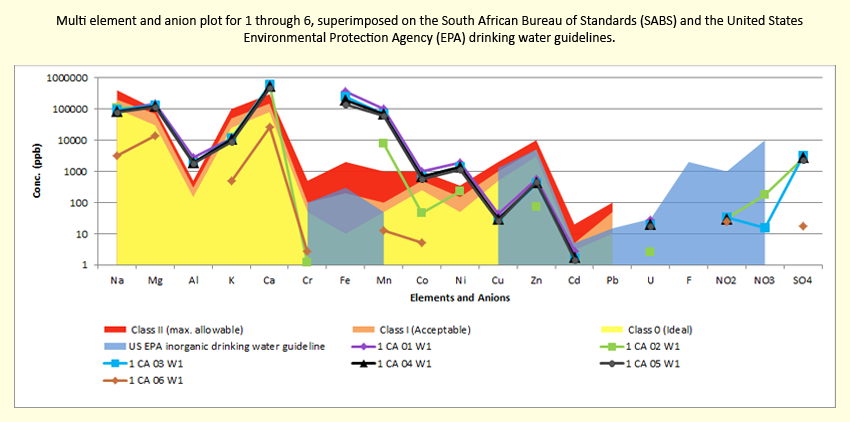 Multi element and anion plot for 1 through 6, superimposed on the South African Bureau of Standards (SABS) and the United States
Environmental Protection Agency (EPA) drinking water guidelines.
1000000
100000
10000
1000
100
10
1
Conc. (ppb)
Na Mg Al K Ca Cr Fe Mn Co Ni Cu Zn Cd Pb U F NO2 NO3 SO4
Elements and Anions
Class II (max. allowable) Class I (Acceptable) Class 0 (Ideal)
US EPA inorganic drinking water guideline 1 CA 01 W1 1 CA 02 W1
1 CA 03 W1 1 CA 04 W1 1 CA 05 W1
1 CA 06 W1